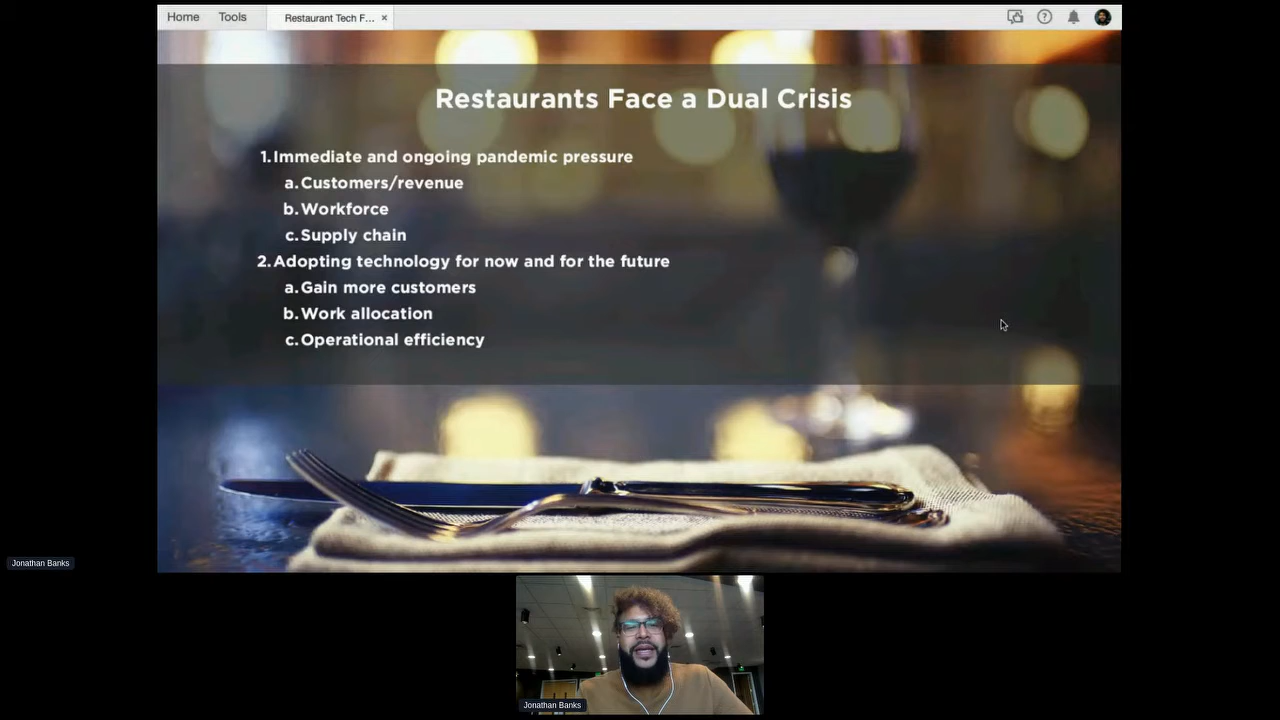 Home Tools Restaurant Tech F... ×
Restaurants Face a Dual Crisis
1. Immediate and ongoing pandemic pressure
a. Customers/revenue
b. Workforce
c. Supply chain
2. Adopting technology for now and for the future
a. Gain more customers
b. Work allocation
c. Operational efficiency
Jonathan Banks
Jonathan Banks